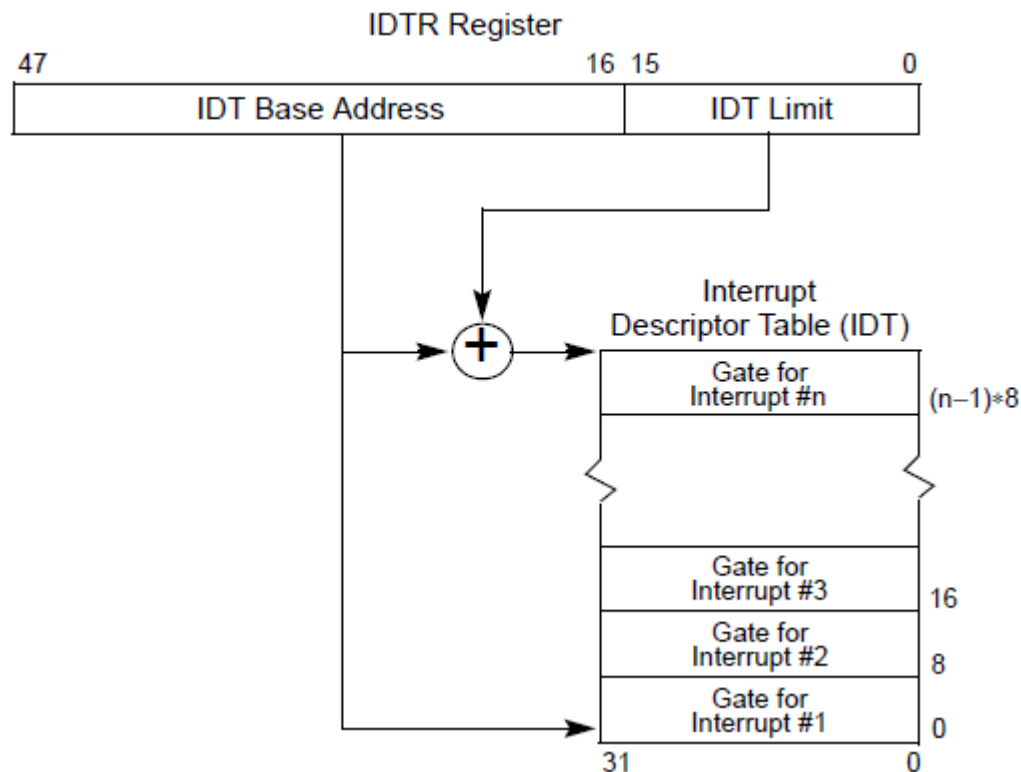 IDTR Register
47 16 15 0
IDT Base Address IDT Limit
+
Interrupt
Descriptor Table (IDT)
Gate for
Interrupt #n
(n−1)∗8
Gate for
Interrupt #3
16
Gate for
Interrupt #2
8
Gate for
Interrupt #1
0
31 0